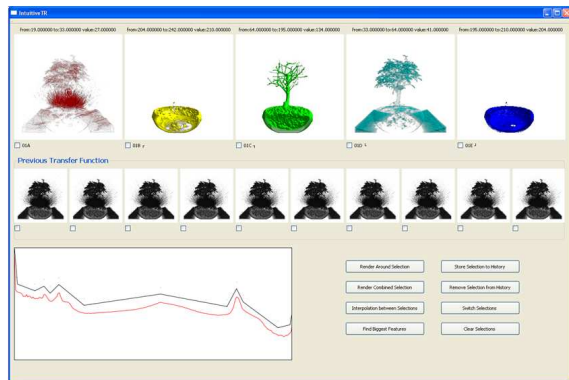 IntuitiveTR
from:19.000000 to:33.000000 value:27.000000
from:204.000000 to:242.000000 value:210.000000
from:64.000000 to:195.000000 value:134.000000
from:33.000000 to:64.000000 value:41.000000
from:195.000000 to:210.000000 value:204.000000
Previous Transfer Function
Render Around Selection
Store Selection to History
Render Combined Selection
Remove Selection from History
Interpolation between Selections
Switch Selections
Find Biggest Features
Clear Selections